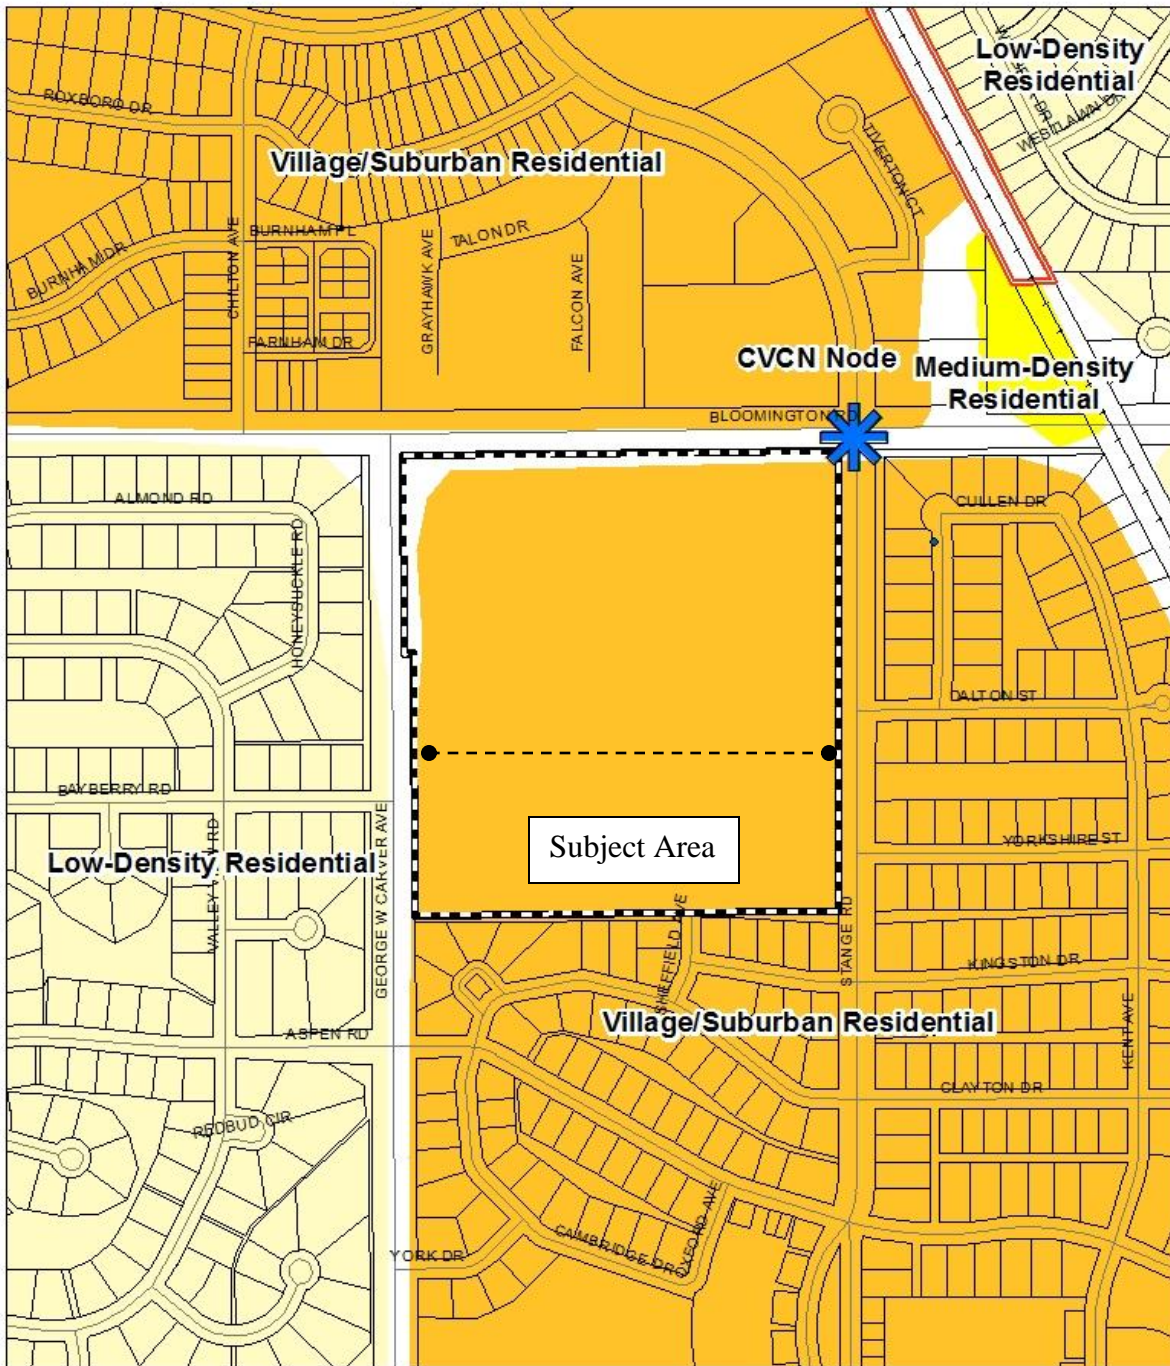 Low-Density
Residential
W
DR
WESTLAWN DR
ROXBORO DR
TIVERTON CT
Village/Suburban Residential
CHILTON AVE
BURNHAM PL
BURNHAM DR
GRAYHAWK AVE
TALON DR
FALCON AVE
FARNHAM DR
CVCN Node
Medium-Density
Residential
BLOOMINGTON RD
ALMOND RD
HONEYSUCKLE RD
CULLEN DR
DALTON ST
BAYBERRY RD
VALLEY VIEW RD
GEORGE W CARVER AVE
Subject Area
YORKSHIRE ST
Low-Density Residential
SHEFFIELD AVE
STANGE RD
KINGSTON DR
Village/Suburban Residential
KENT AVE
ASPEN RD
CLAYTON DR
REDBUD CIR
YORK DR
CAMBRIDGE DR
OXFORD AVE